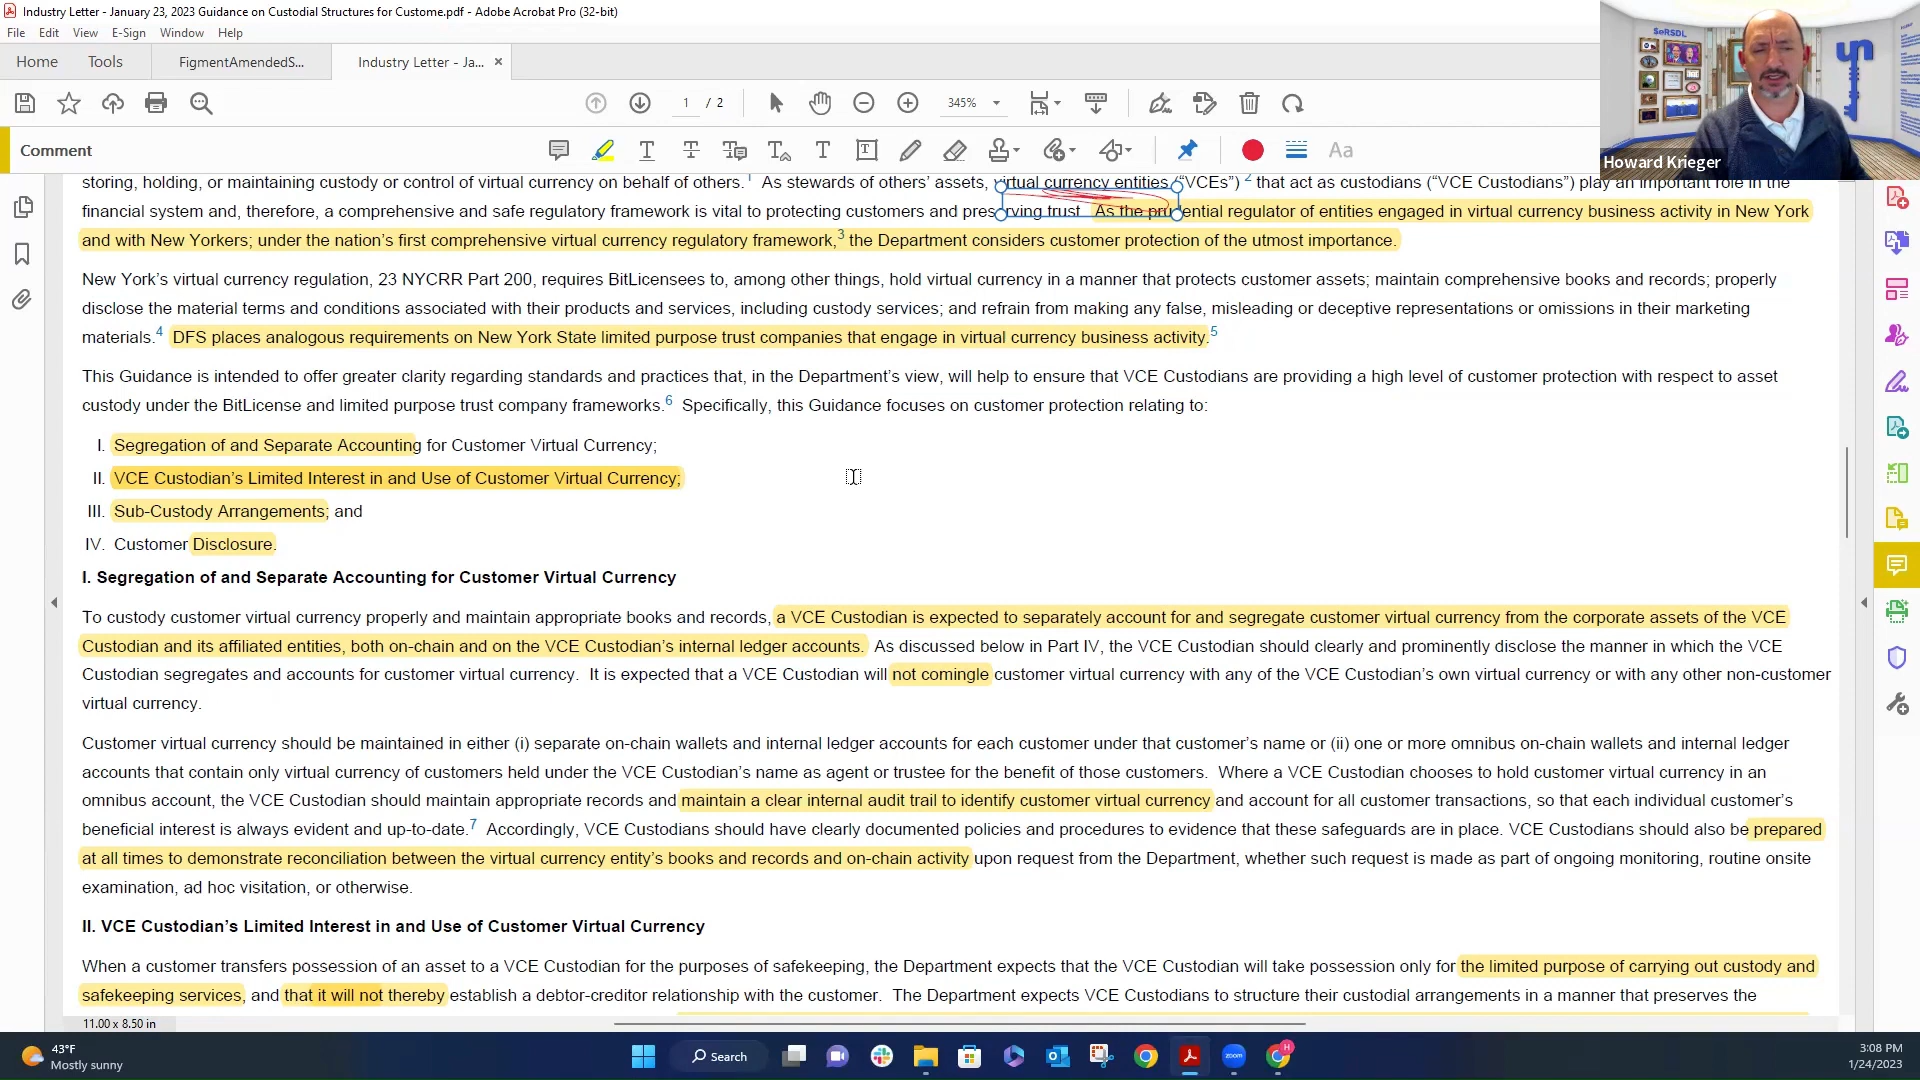 Industry Letter - January 23, 2023 Guidance on Custodial Structures for Custome.pdf - Adobe Acrobat Pro (32-bit)
File Edit View E-Sign Window Help
Home Tools FigmentAmendedS... Industry Letter - Ja... ×
1 / 2 345%
Comment
Aa
SeRSDL
Howard Krieger
storing, holding, or maintaining custody or control of virtual currency on behalf of others.1 As stewards of others’ assets, virtual currency entities (“VCEs”) 2 that act as custodians (“VCE Custodians”) play an important role in the
financial system and, therefore, a comprehensive and safe regulatory framework is vital to protecting customers and preserving trust. As the prudential regulator of entities engaged in virtual currency business activity in New York
and with New Yorkers; under the nation’s first comprehensive virtual currency regulatory framework,3 the Department considers customer protection of the utmost importance.
New York’s virtual currency regulation, 23 NYCRR Part 200, requires BitLicensees to, among other things, hold virtual currency in a manner that protects customer assets; maintain comprehensive books and records; properly
disclose the material terms and conditions associated with their products and services, including custody services; and refrain from making any false, misleading or deceptive representations or omissions in their marketing
materials.4 DFS places analogous requirements on New York State limited purpose trust companies that engage in virtual currency business activity.5
This Guidance is intended to offer greater clarity regarding standards and practices that, in the Department’s view, will help to ensure that VCE Custodians are providing a high level of customer protection with respect to asset
custody under the BitLicense and limited purpose trust company frameworks.6 Specifically, this Guidance focuses on customer protection relating to:
I. Segregation of and Separate Accounting for Customer Virtual Currency;
II. VCE Custodian’s Limited Interest in and Use of Customer Virtual Currency;
III. Sub-Custody Arrangements; and
IV. Customer Disclosure.
I. Segregation of and Separate Accounting for Customer Virtual Currency
To custody customer virtual currency properly and maintain appropriate books and records, a VCE Custodian is expected to separately account for and segregate customer virtual currency from the corporate assets of the VCE
Custodian and its affiliated entities, both on-chain and on the VCE Custodian’s internal ledger accounts. As discussed below in Part IV, the VCE Custodian should clearly and prominently disclose the manner in which the VCE
Custodian segregates and accounts for customer virtual currency. It is expected that a VCE Custodian will not comingle customer virtual currency with any of the VCE Custodian’s own virtual currency or with any other non-customer
virtual currency.
Customer virtual currency should be maintained in either (i) separate on-chain wallets and internal ledger accounts for each customer under that customer’s name or (ii) one or more omnibus on-chain wallets and internal ledger
accounts that contain only virtual currency of customers held under the VCE Custodian’s name as agent or trustee for the benefit of those customers. Where a VCE Custodian chooses to hold customer virtual currency in an
omnibus account, the VCE Custodian should maintain appropriate records and maintain a clear internal audit trail to identify customer virtual currency and account for all customer transactions, so that each individual customer’s
beneficial interest is always evident and up-to-date.7 Accordingly, VCE Custodians should have clearly documented policies and procedures to evidence that these safeguards are in place. VCE Custodians should also be prepared
at all times to demonstrate reconciliation between the virtual currency entity’s books and records and on-chain activity upon request from the Department, whether such request is made as part of ongoing monitoring, routine onsite
examination, ad hoc visitation, or otherwise.
II. VCE Custodian’s Limited Interest in and Use of Customer Virtual Currency
When a customer transfers possession of an asset to a VCE Custodian for the purposes of safekeeping, the Department expects that the VCE Custodian will take possession only for the limited purpose of carrying out custody and
safekeeping services, and that it will not thereby establish a debtor-creditor relationship with the customer. The Department expects VCE Custodians to structure their custodial arrangements in a manner that preserves the
11.00 x 8.50 in
43°F
Mostly sunny
Search
zoom
H
3:08 PM
1/24/2023